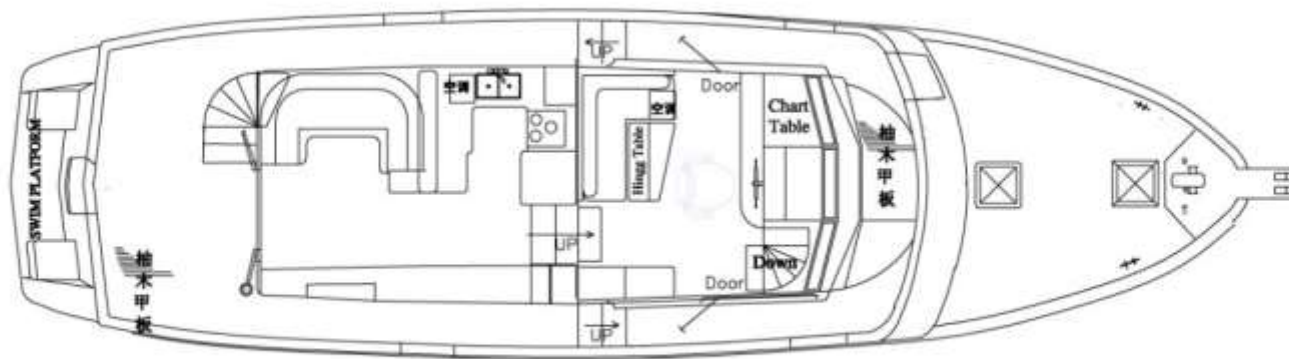 SWIM PLATFORM
柚木甲板
空调
UP
UP
UP
空调
Hingg Table
Door
Chart
Table
柚木甲板
Down
Door